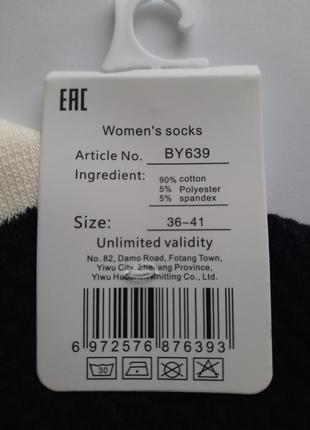 EAC
Women's socks
Article No. BY639
Ingredient: 90% cotton
5% Polyester
5% spandex
Size: 36-41
Unlimited validity
No. 82, Damo Road, Fotang Town,
Yiwu City, Province,
Yiwu Knitting Co., Ltd.
6 972576 876393
30